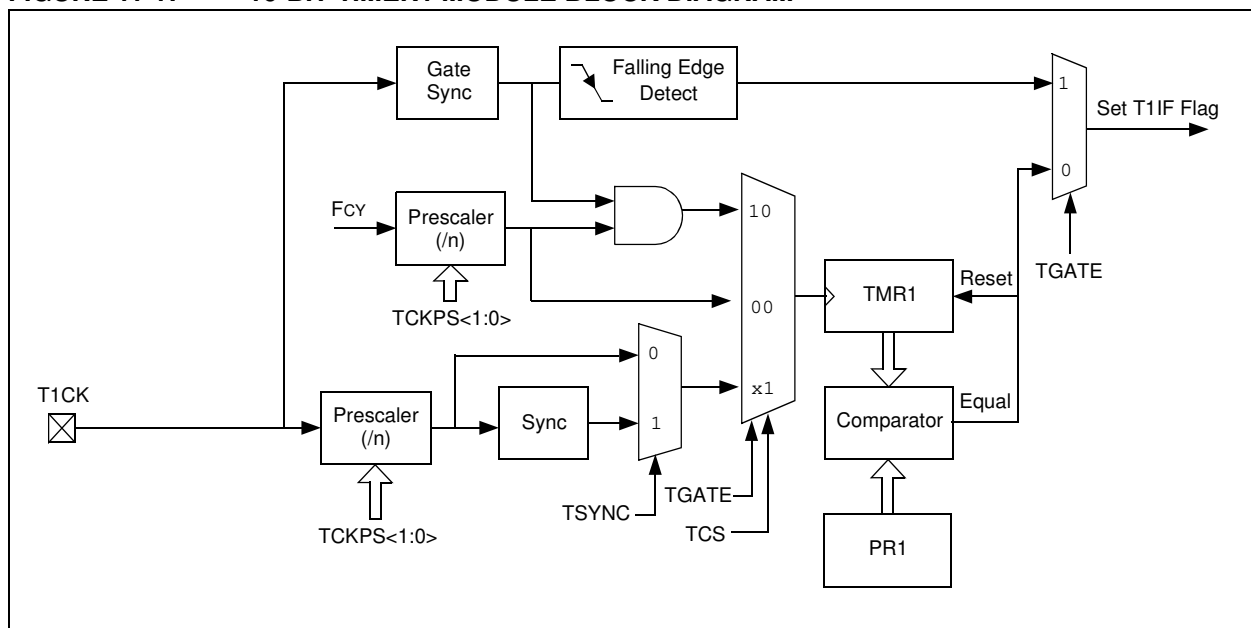 Gate
Sync
Falling Edge
Detect
1
Set T1IF Flag
0
FCY
Prescaler
(/n)
10
TGATE
TMR1
Reset
TCKPS<1:0>
00
0
T1CK
x1
Prescaler
(/n)
Sync
1
Comparator
Equal
TSYNC
TGATE
TCS
TCKPS<1:0>
PR1